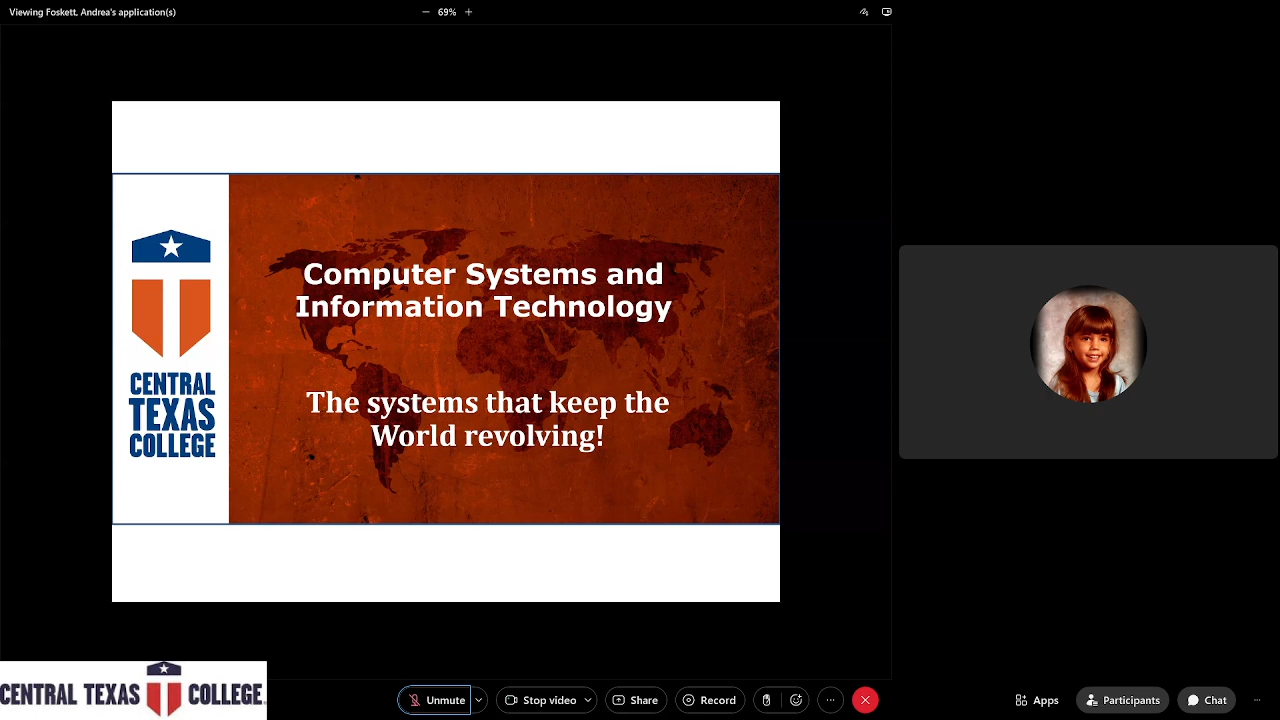 Viewing Foskett, Andrea's application(s)
69%
Computer Systems and
Information Technology
The systems that keep the
World revolving!
CENTRAL
TEXAS
COLLEGE
CENTRAL TEXAS COLLEGE
Unmute
Stop video
Share
Record
Apps
Participants
Chat